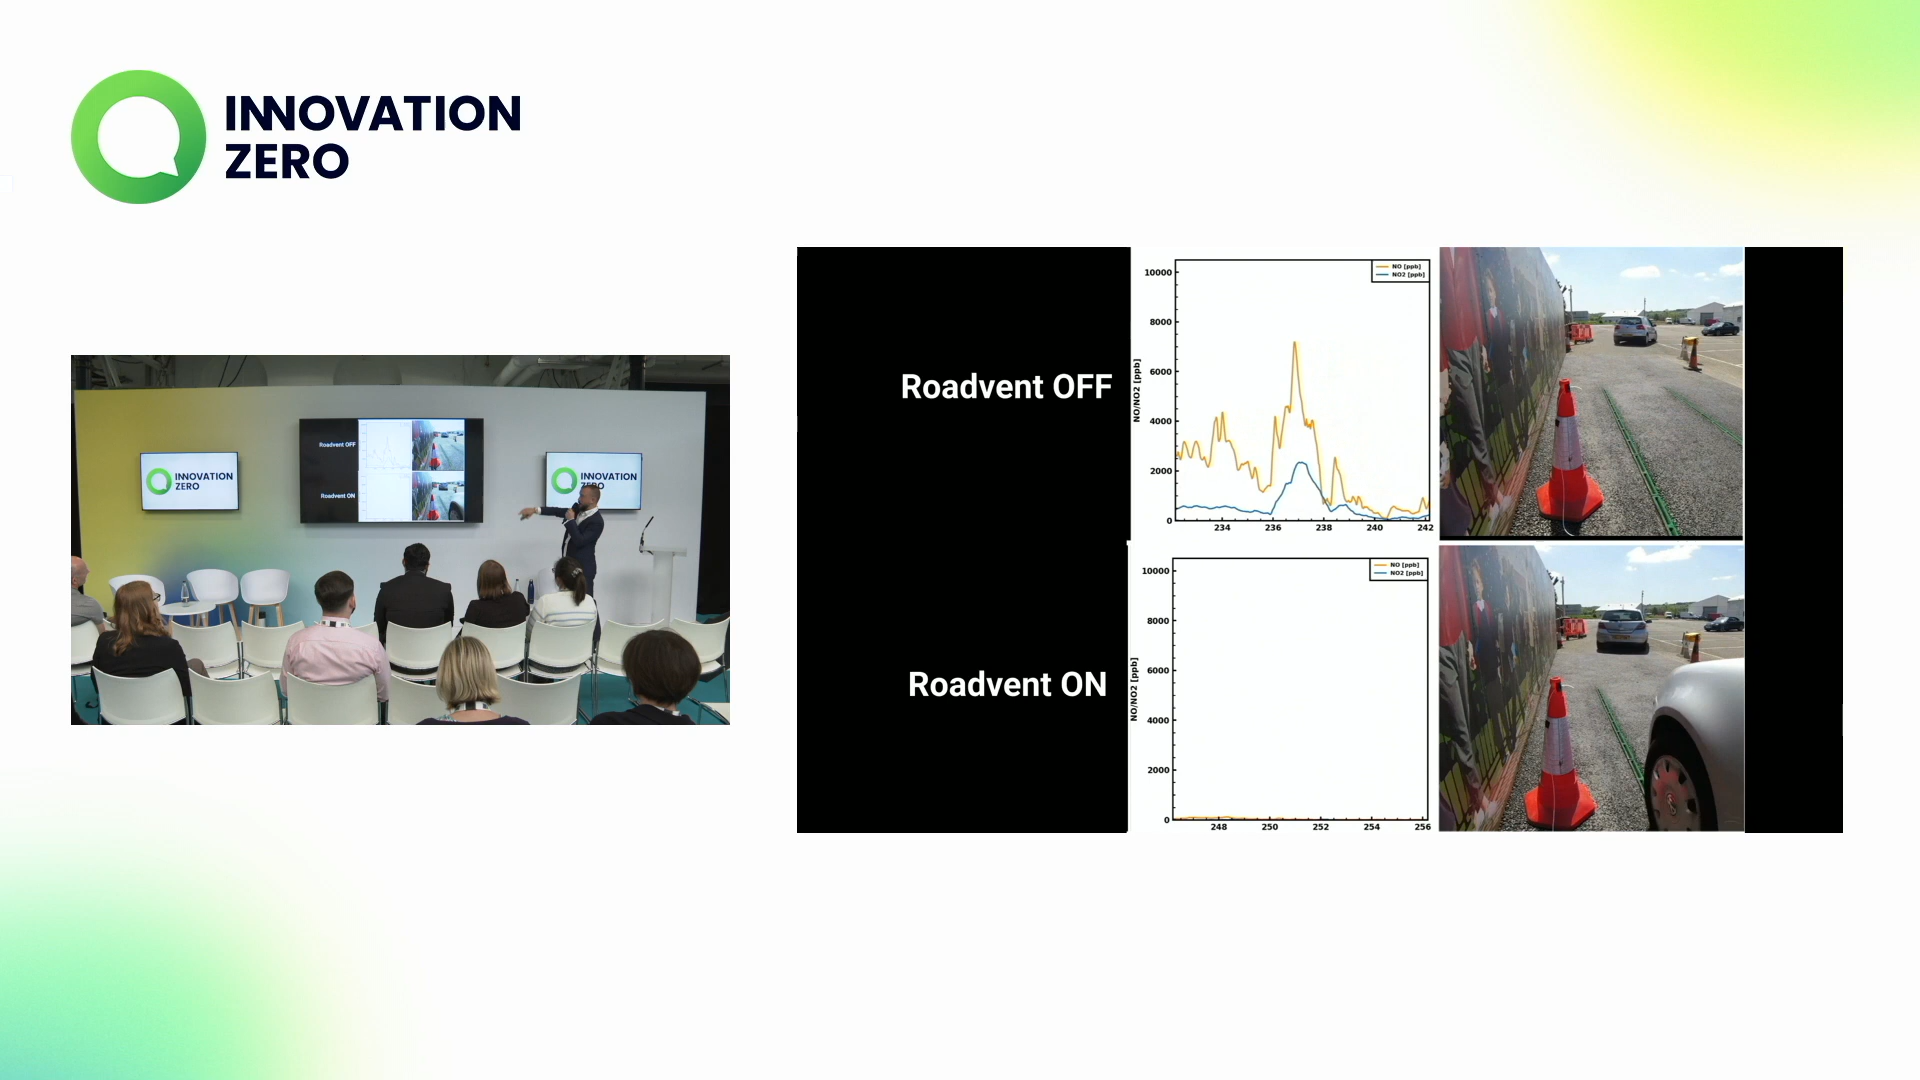 INNOVATION
ZERO
Roadvent OFF
Roadvent ON
INNOVATION
ZERO
INNOVATION
ZERO
Roadvent OFF
NO/NO2 [ppb]
10000
8000
6000
4000
2000
0
234
236
238
240
242
NO [ppb]
NO2 [ppb]
Roadvent ON
NO/NO2 [ppb]
10000
8000
6000
4000
2000
0
248
250
252
254
256
NO [ppb]
NO2 [ppb]